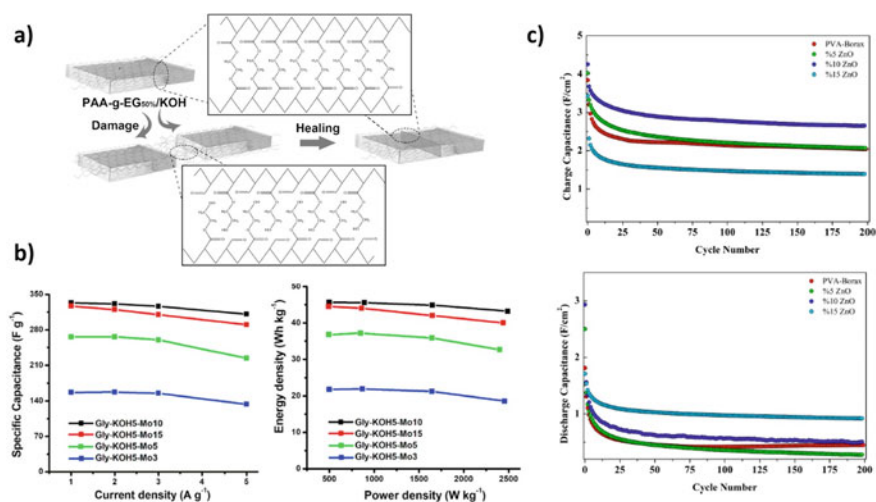 a)
PAA-g-EG50%/KOH
Damage
Healing
b)
Specific Capacitance (F g⁻¹)
350
280
210
140
70
0
Gly-KOH5-Mo10
Gly-KOH5-Mo15
Gly-KOH5-Mo5
Gly-KOH5-Mo3
1 2 3 4 5
Current density (A g⁻¹)
Energy density (Wh kg⁻¹)
50
40
30
20
10
0
Gly-KOH5-Mo10
Gly-KOH5-Mo15
Gly-KOH5-Mo5
Gly-KOH5-Mo3
500 1000 1500 2000 2500
Power density (W kg⁻¹)
c)
Charge Capacitance (F/cm²)
5
4
3
2
1
PVA-Borax
%5 ZnO
%10 ZnO
%15 ZnO
0 25 50 75 100 125 150 175 200
Cycle Number
Discharge Capacitance (F/cm²)
3
2
1
PVA-Borax
%5 ZnO
%10 ZnO
%15 ZnO
0 25 50 75 100 125 150 175 200
Cycle Number